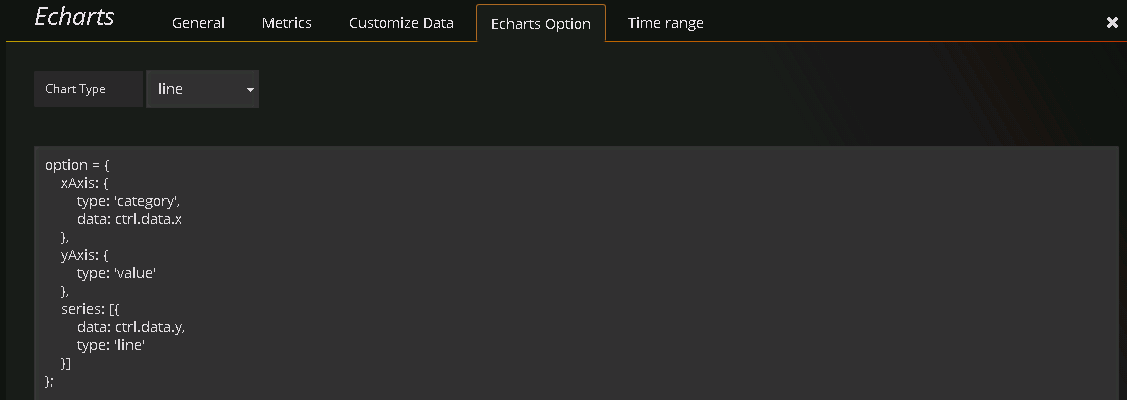 Echarts General Metrics Customize Data Echarts Option Time range ×
Chart Type line
option = {
xAxis: {
type: 'category',
data: ctrl.data.x
},
yAxis: {
type: 'value'
},
series: [{
data: ctrl.data.y,
type: 'line'
}]
};